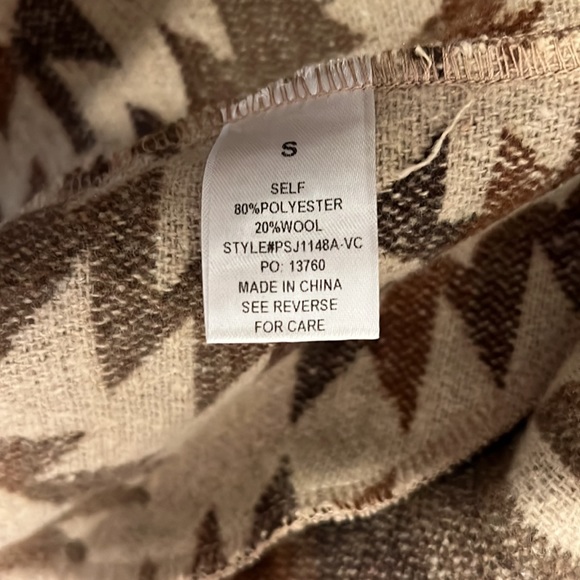 S
SELF
80%POLYESTER
20%WOOL
STYLE#PSJ1148A-VC
PO: 13760
MADE IN CHINA
SEE REVERSE
FOR CARE